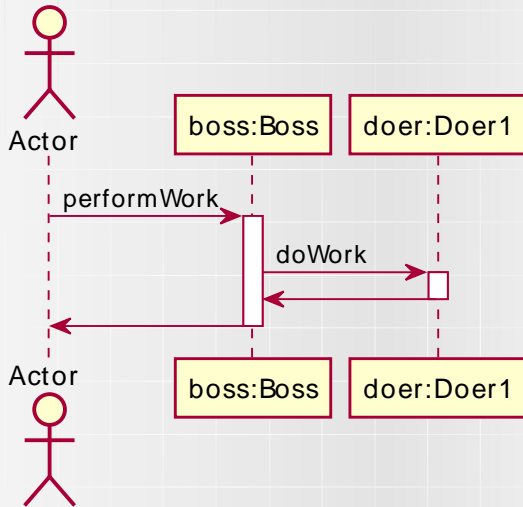 Actor
boss:Boss
doer:Doer1
performWork
doWork
Actor
boss:Boss
doer:Doer1